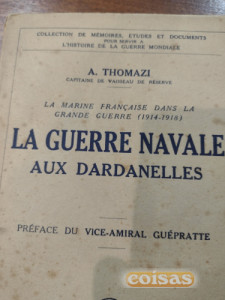 COLLECTION DE MÉMOIRES, ÉTUDES ET DOCUMENTS
POUR SERVIR A
L'HISTOIRE DE LA GUERRE MONDIALE
A. THOMAZI
CAPITAINE DE VAISSEAU DE RÉSERVE
LA MARINE FRANÇAISE DANS LA
GRANDE GUERRE (1914-1918)
LA GUERRE NAVALE
AUX DARDANELLES
PRÉFACE DU VICE-AMIRAL GUÉPRATTE
coisas